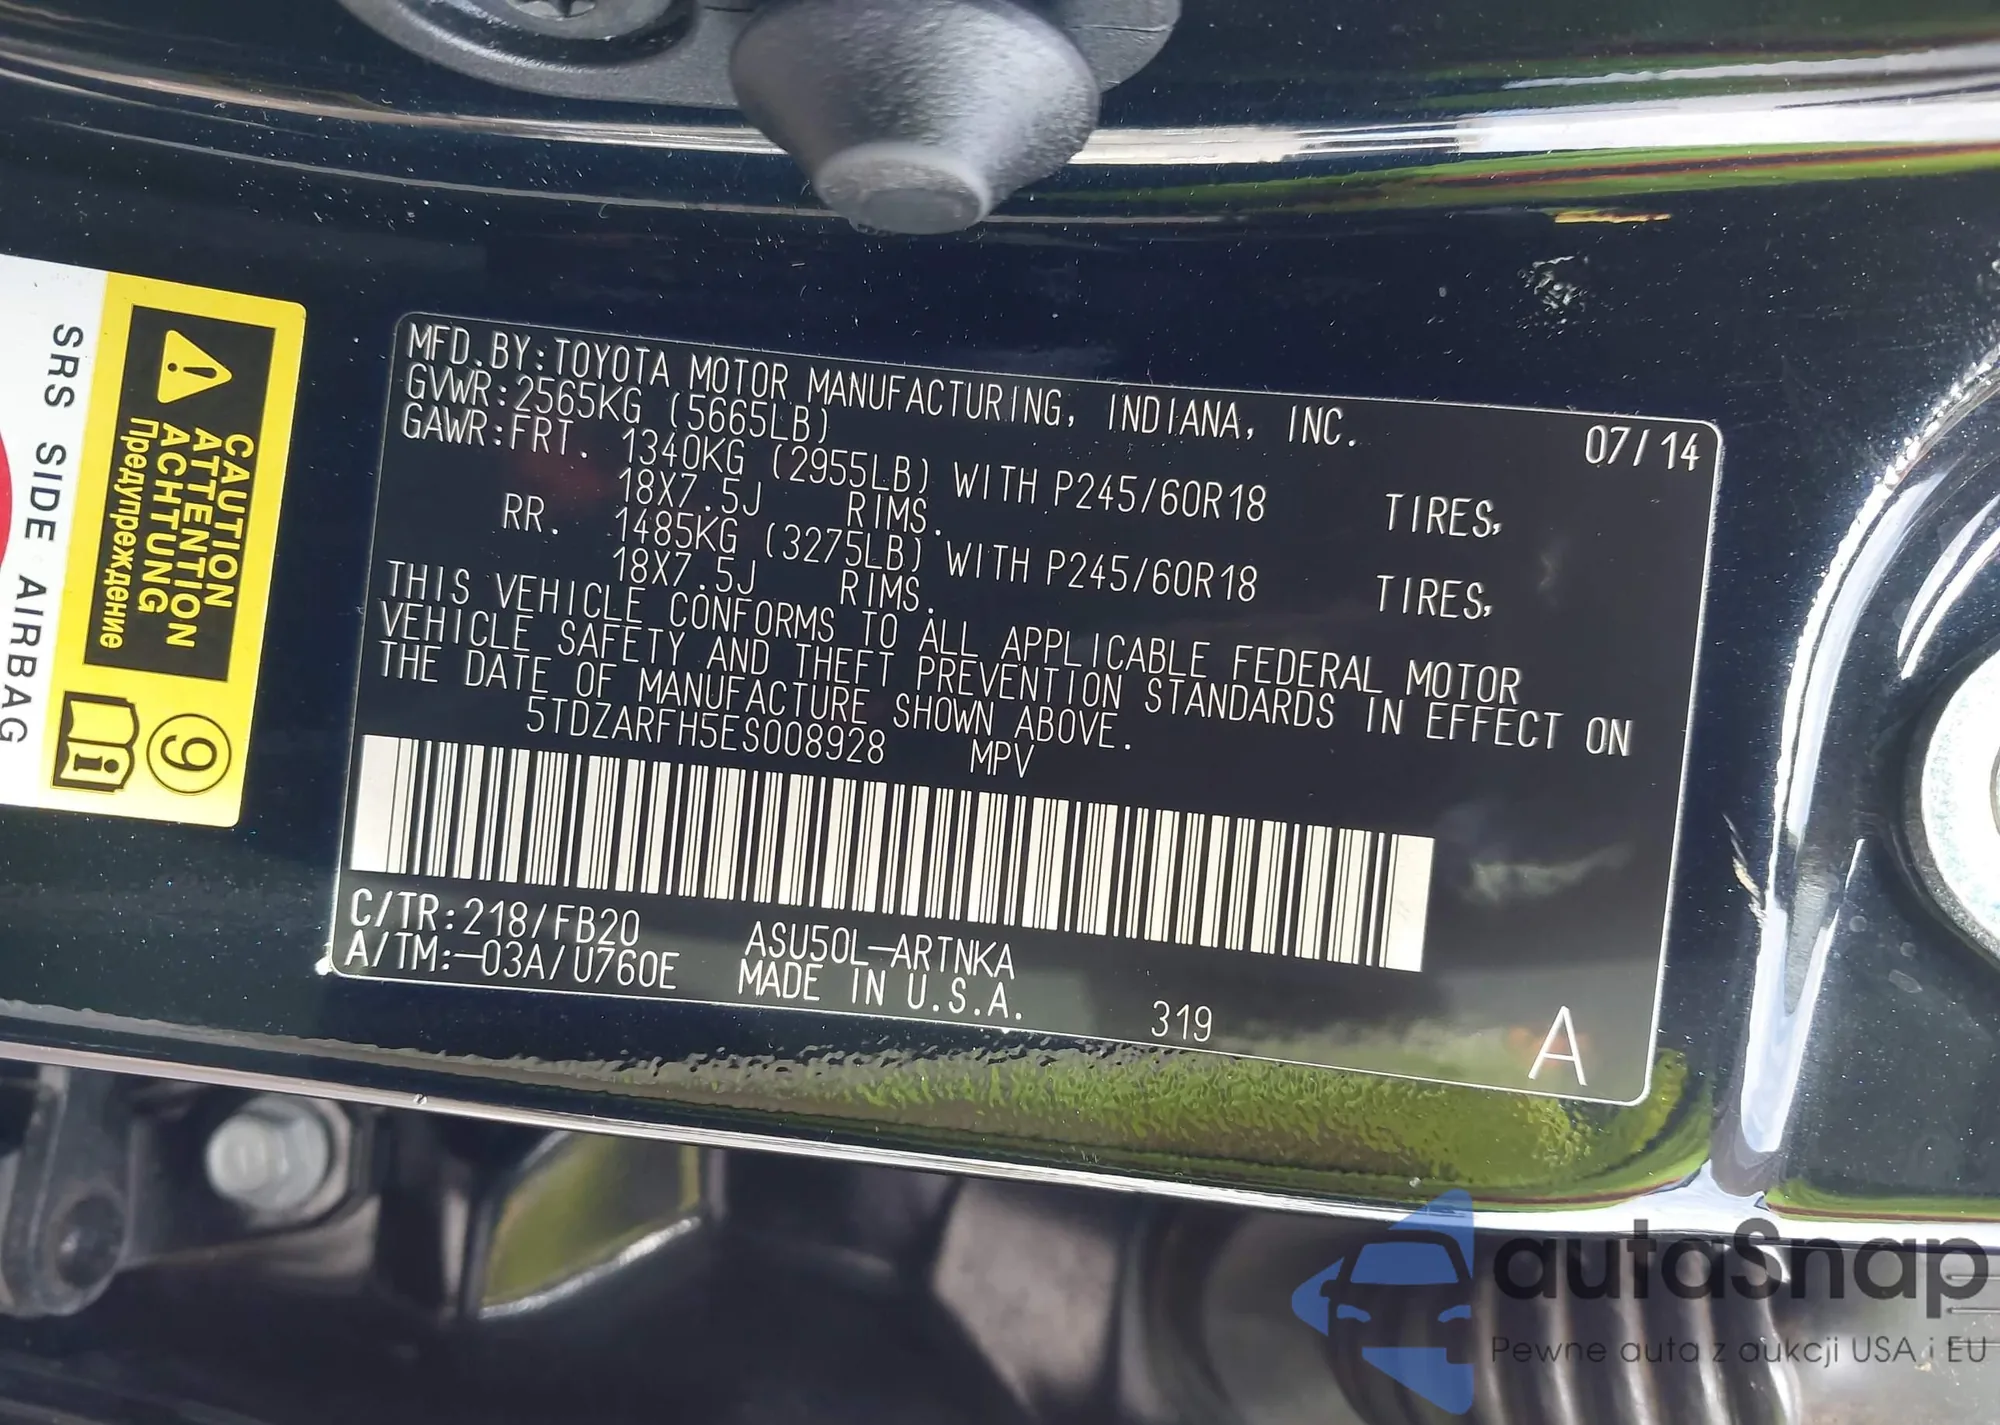 MFD.BY:TOYOTA MOTOR MANUFACTURING, INDIANA, INC. 07/14
GVWR:2565KG (5665LB)
GAWR:FRT. 1340KG (2955LB) WITH P245/60R18 TIRES,
18X7.5J RIMS.
RR. 1485KG (3275LB) WITH P245/60R18 TIRES,
18X7.5J RIMS.
THIS VEHICLE CONFORMS TO ALL APPLICABLE FEDERAL MOTOR
VEHICLE SAFETY AND THEFT PREVENTION STANDARDS IN EFFECT ON
THE DATE OF MANUFACTURE SHOWN ABOVE.
5TDZARFH5ES008928 MPV
C/TR:218/FB20 ASU50L-ARTNKA
A/TM:-03A/U760E MADE IN U.S.A. 319
A
CAUTION
ATTENTION
ACHTUNG
Предупреждение
9
SRS SIDE AIRBAG
autaSnap
Pewne auta z aukcji USA i EU